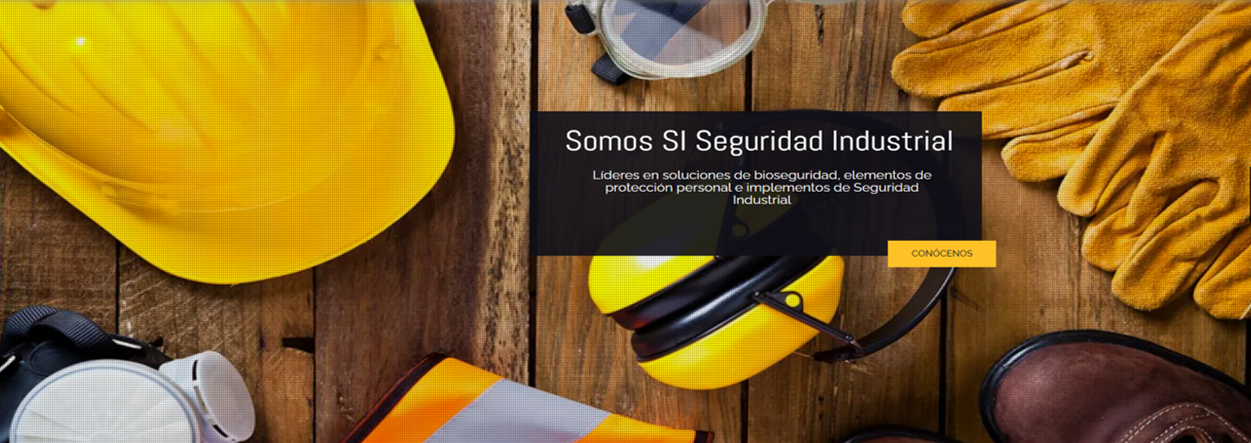 Somos SI Seguridad Industrial
Líderes en soluciones de bioseguridad, elementos de
protección personal e implementos de Seguridad
Industrial
CONÓCENOS